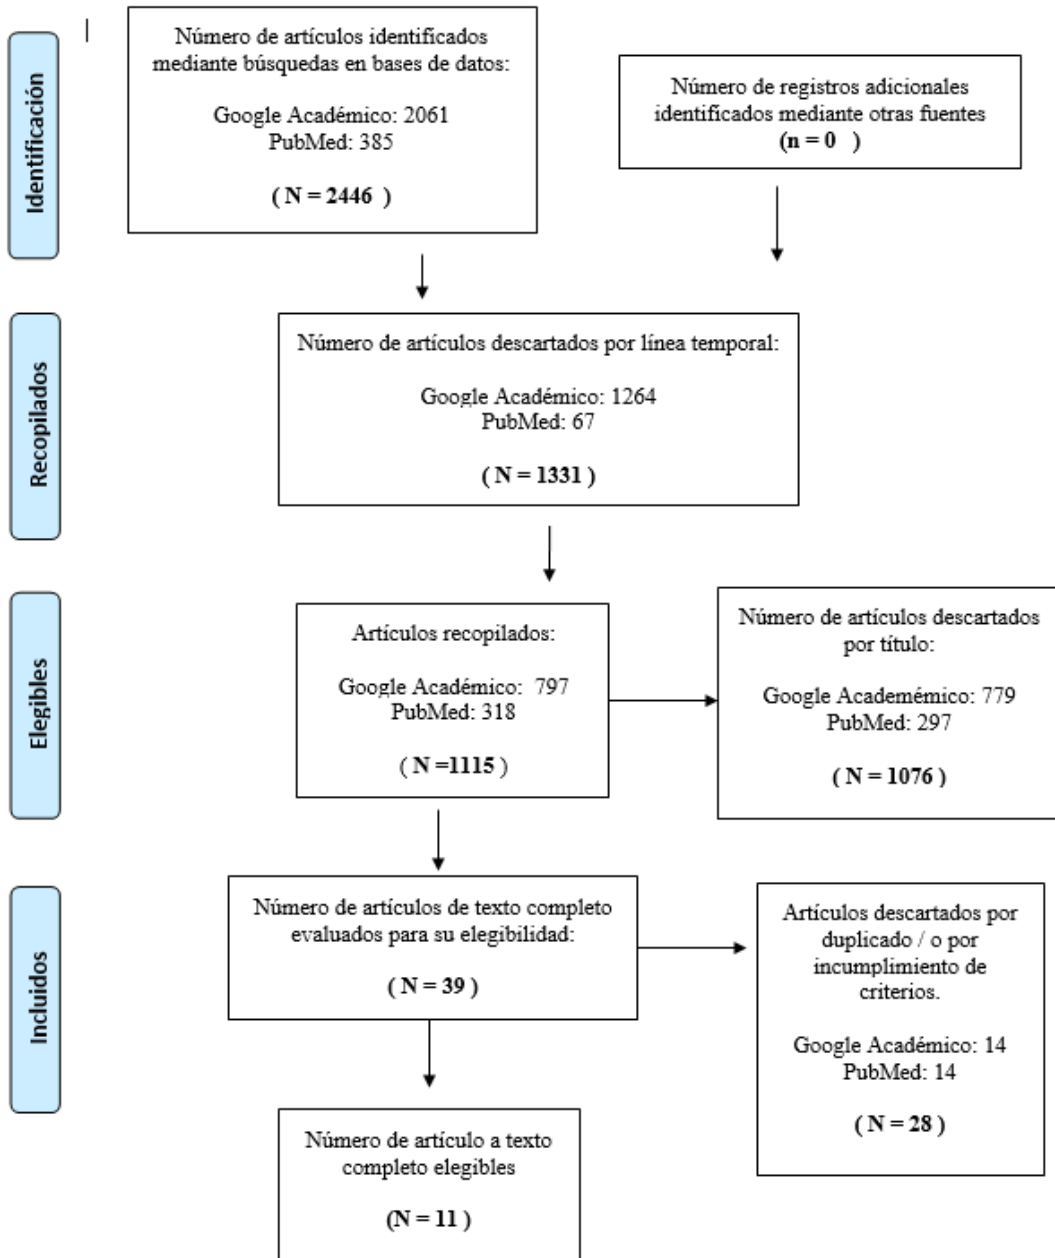 Identificación
Número de artículos identificados
mediante búsquedas en bases de datos:
Google Académico: 2061
PubMed: 385
( N = 2446 )
Número de registros adicionales
identificados mediante otras fuentes
(n = 0 )
Recopilados
Número de artículos descartados por línea temporal:
Google Académico: 1264
PubMed: 67
( N = 1331 )
Elegibles
Artículos recopilados:
Google Académico: 797
PubMed: 318
( N =1115 )
Número de artículos descartados
por título:
Google Academémico: 779
PubMed: 297
( N = 1076 )
Incluidos
Número de artículos de texto completo
evaluados para su elegibilidad:
( N = 39 )
Artículos descartados por
duplicado / o por
incumplimiento de
criterios.
Google Académico: 14
PubMed: 14
( N = 28 )
Número de artículo a texto
completo elegibles
(N = 11 )